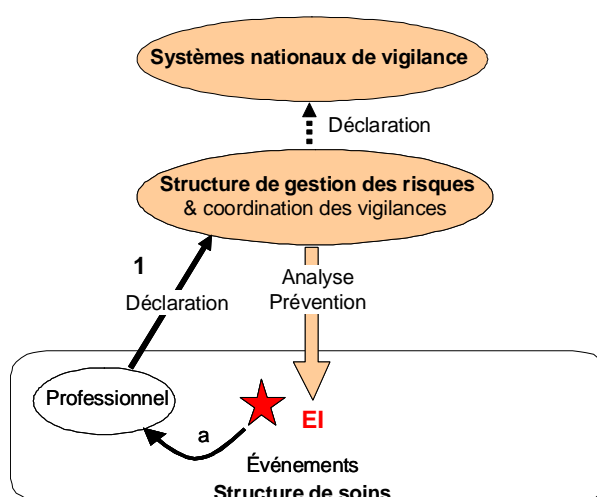 Systèmes nationaux de vigilance
Déclaration
Structure de gestion des risques
& coordination des vigilances
1
Déclaration
Analyse
Prévention
Professionnel
EI
a
Événements
Structure de soins